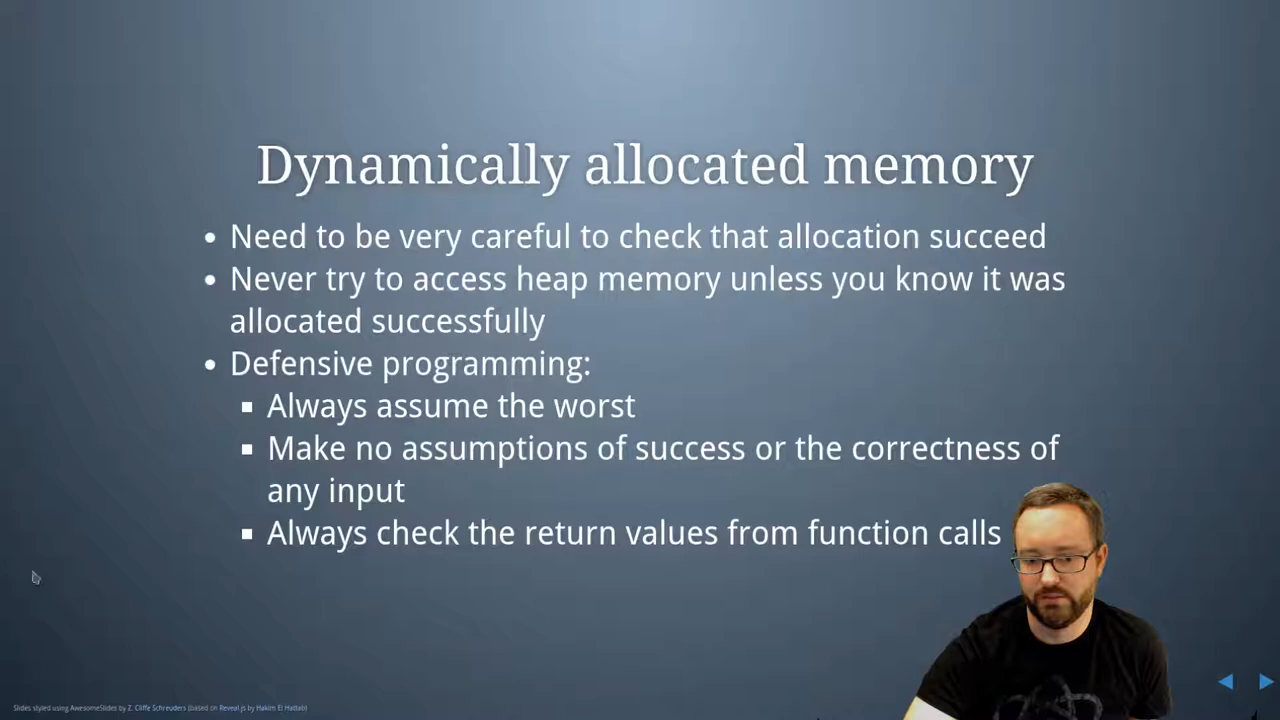 Dynamically allocated memory
• Need to be very careful to check that allocation succeed
• Never try to access heap memory unless you know it was
allocated successfully
• Defensive programming:
▪ Always assume the worst
▪ Make no assumptions of success or the correctness of
any input
▪ Always check the return values from function calls
Slides styled using AwesomeSlides by Z. Cliffe Schreuders (based on Reveal.js by Hakim El Hattab)